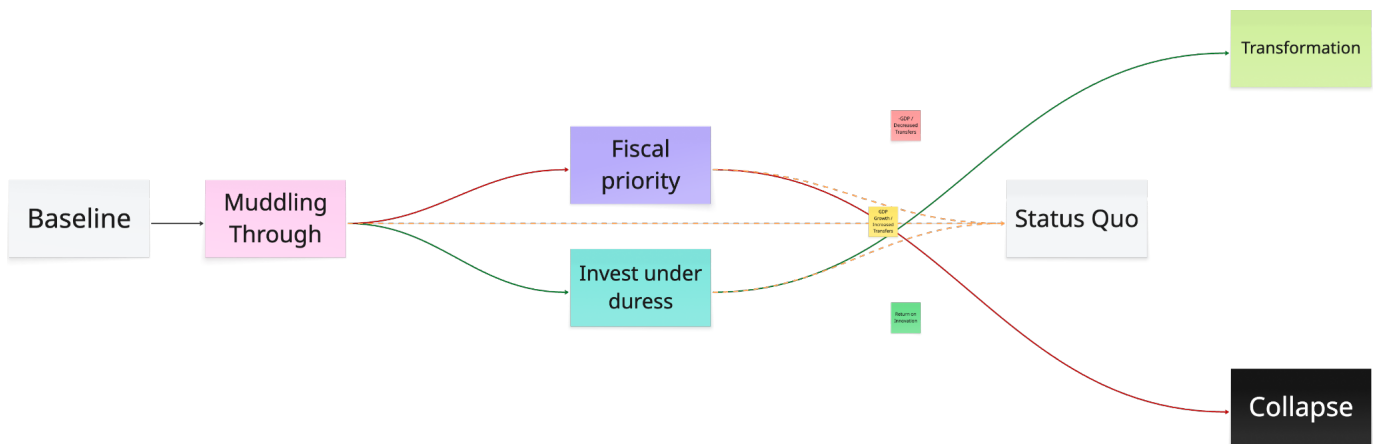 Baseline
Muddling
Through
Fiscal
priority
Invest under
duress
-GDP /
Decreased
Transfers
GDP
Growth /
Increased
Transfers
Return on
Innovation
Status Quo
Transformation
Collapse